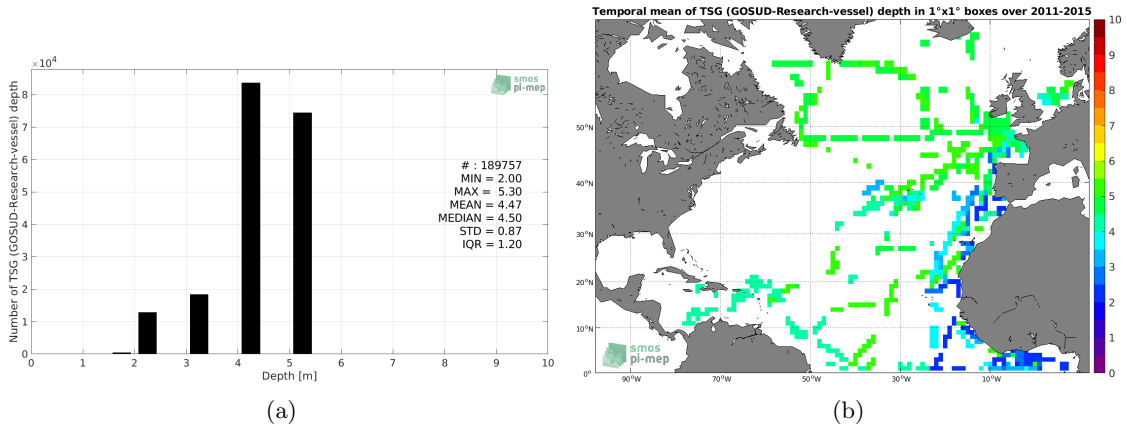 ×10⁴
8
7
6
5
4
3
2
1
0
Number of TSG (GOSUD-Research-vessel) depth
0 1 2 3 4 5 6 7 8 9 10
Depth [m]
smos
pi-mep
# : 189757
MIN = 2.00
MAX = 5.30
MEAN = 4.47
MEDIAN = 4.50
STD = 0.87
IQR = 1.20
(a)
Temporal mean of TSG (GOSUD-Research-vessel) depth in 1°x1° boxes over 2011-2015
50°N
40°N
30°N
20°N
10°N
0°
90°W 70°W 50°W 30°W 10°W
smos
pi-mep
10
9
8
7
6
5
4
3
2
1
0
(b)